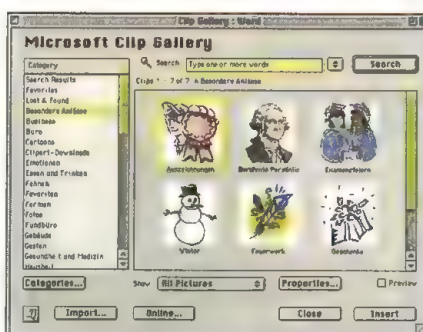 Clip Gallery : Word
Microsoft Clip Gallery
Category
Search Type one or more words Search
Clips 1 - 7 of 7 in Besondere Anlässe
Search Results
Favorites
Lost & Found
Besondere Anlässe
Business
Büro
Cartoons
Clipart-Downloads
Emotionen
Essen und Trinken
Fahnen
Favoriten
Formen
Fotos
Fundbüro
Gebäude
Gesten
Gesundheit und Medizin
Haushalt
Auszeichnungen
Berühmte Persönlic
Examensfeiern
Winter
Feuerwerk
Geschenke
Categories...
Show All Pictures Properties... Preview
Import... Online... Close Insert